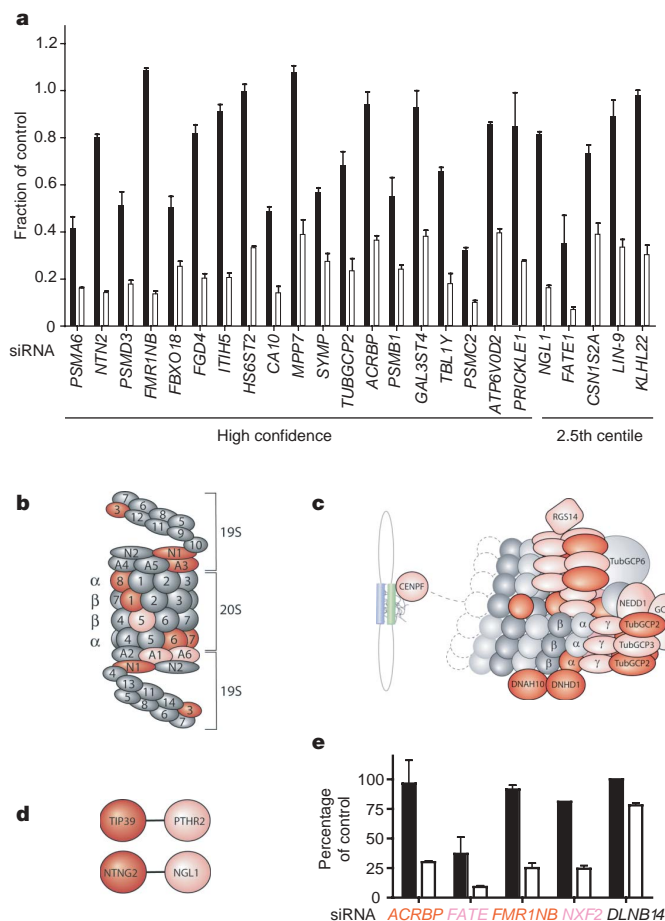 a
1.2
1.0
0.8
0.6
0.4
0.2
0
Fraction of control
siRNA
PSMA6
NTN2
PSMD3
FMR1NB
FBXO18
FGD4
ITIH5
HS6ST2
CA10
MPP7
SYMP
TUBGCP2
ACRBP
PSMB1
GAL3ST4
TBL1Y
PSMC2
ATP6V0D2
PRICKLE1
NGL1
FATE1
CSN1S2A
LIN-9
KLHL22
High confidence
2.5th centile
b
7
6
3
12
8
5
11
9
10
19S
N2
N1
A4
A5
A3
α
8
1
2
3
20S
β
7
1
2
3
β
4
5
6
α
4
5
6
7
A2
A1
A6
N1
N2
4
13
11
14
3
5
6
7
19S
c
RGS14
CENPF
TubGCP6
NEDD1
GC
β
α
γ
TubGCP2
β
α
γ
TubGCP3
β
α
γ
TubGCP2
DNAH10
DNHD1
d
TIP39
PTHR2
NTNG2
NGL1
e
100
75
50
25
0
Percentage
of control
siRNA
ACRBP
FATE
FMR1NB
NXF2
DLNB14